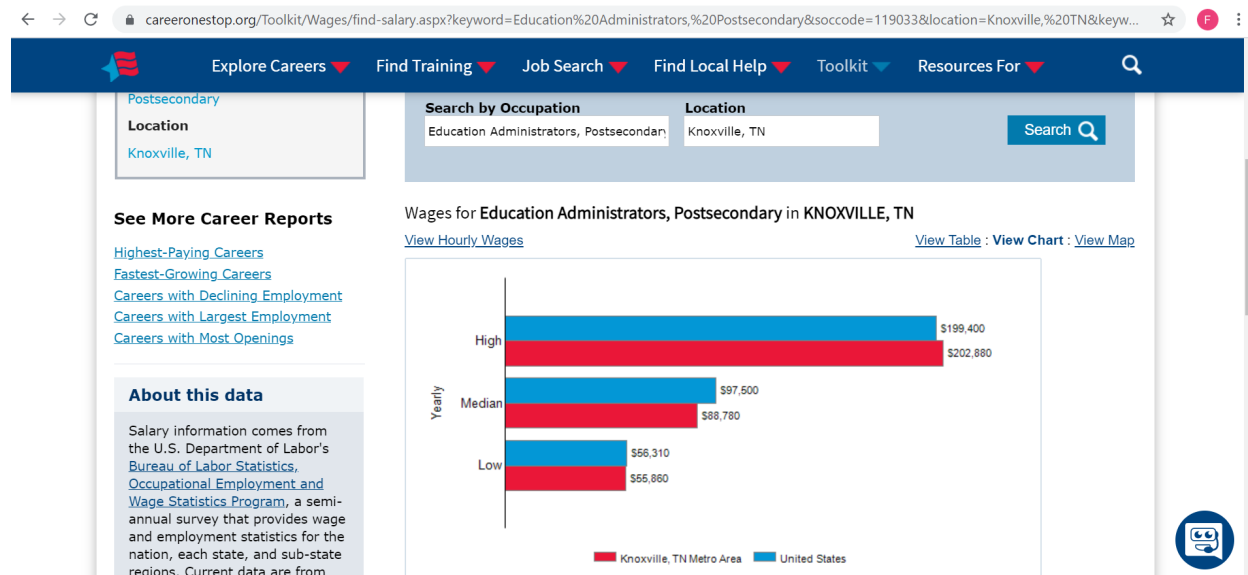 careeronestop.org/Toolkit/Wages/find-salary.aspx?keyword=Education%20Administrators,%20Postsecondary&soccode=119033&location=Knoxville,%20TN&keyw...
F
Explore Careers Find Training Job Search Find Local Help Toolkit Resources For
Postsecondary
Location
Knoxville, TN
Search by Occupation Location
Education Administrators, Postsecondary Knoxville, TN
Search
See More Career Reports
Highest-Paying Careers
Fastest-Growing Careers
Careers with Declining Employment
Careers with Largest Employment
Careers with Most Openings
About this data
Salary information comes from
the U.S. Department of Labor's
Bureau of Labor Statistics,
Occupational Employment and
Wage Statistics Program, a semi-
annual survey that provides wage
and employment statistics for the
nation, each state, and sub-state
regions. Current data are from
Wages for Education Administrators, Postsecondary in KNOXVILLE, TN
View Hourly Wages View Table : View Chart : View Map
Yearly
High
$199,400
$202,880
Median
$97,500
$88,780
Low
$56,310
$55,860
Knoxville, TN Metro Area United States